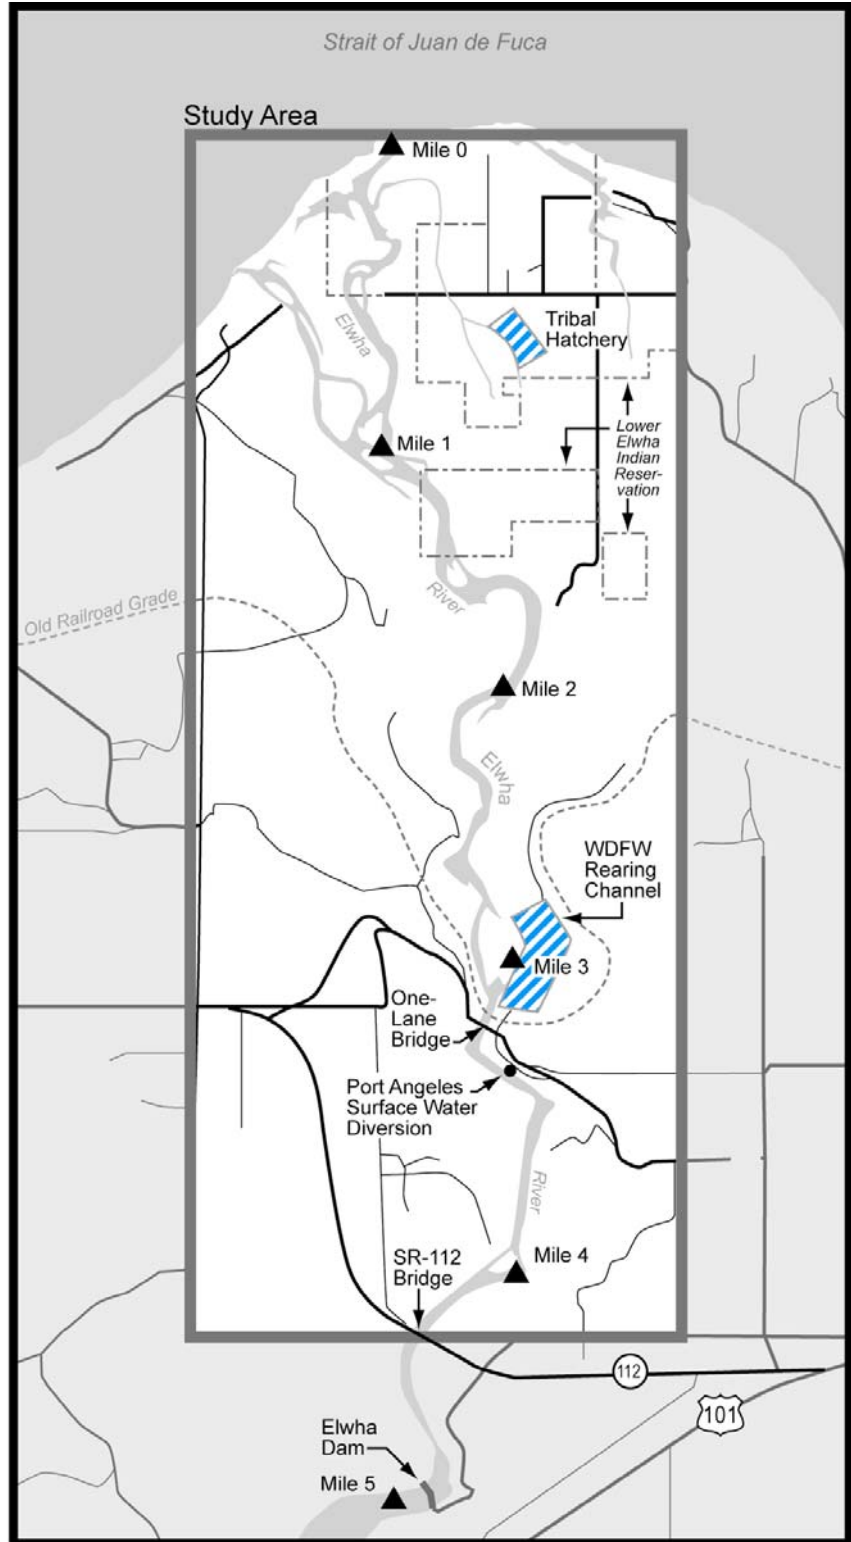 Strait of Juan de Fuca
Study Area
Mile 0
Elwha
Tribal
Hatchery
Mile 1
Lower
Elwha
Indian
Reser-
vation
River
Old Railroad Grade
Mile 2
Elwha
WDFW
Rearing
Channel
Mile 3
One-
Lane
Bridge
Port Angeles
Surface Water
Diversion
River
SR-112
Bridge
Mile 4
112
101
Elwha
Dam
Mile 5